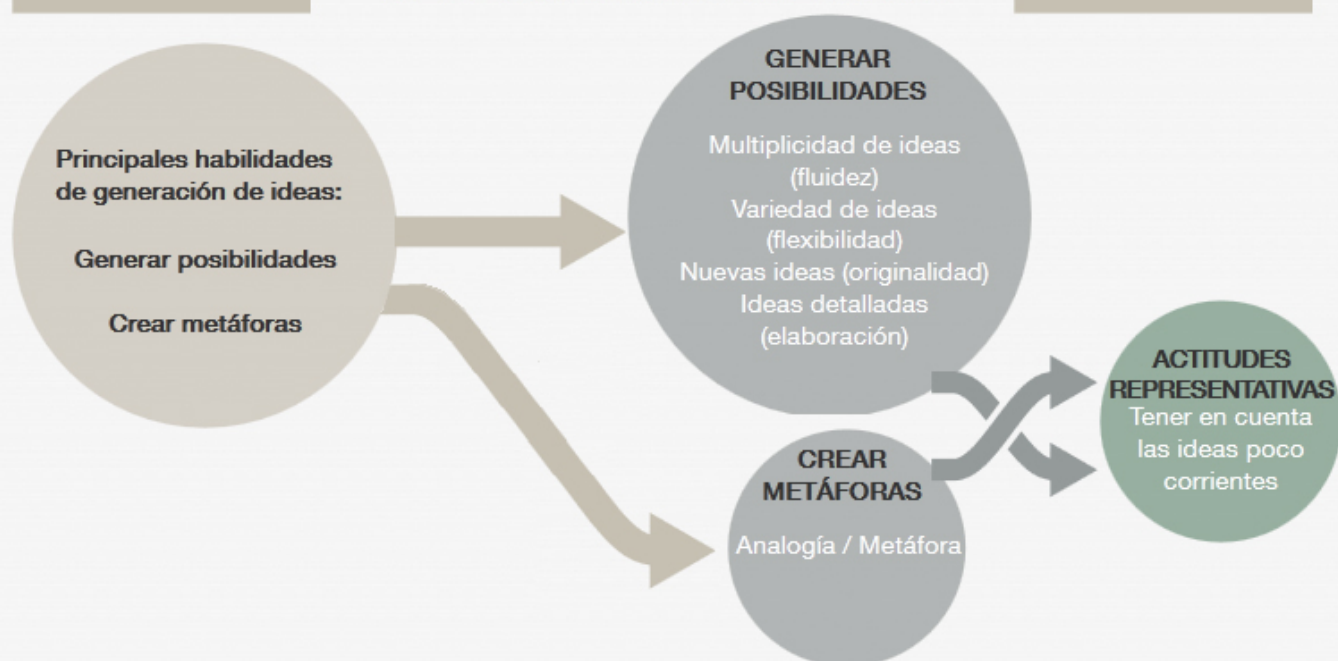 Principales habilidades
de generación de ideas:
Generar posibilidades
Crear metáforas
GENERAR
POSIBILIDADES
Multiplicidad de ideas
(fluidez)
Variedad de ideas
(flexibilidad)
Nuevas ideas (originalidad)
Ideas detalladas
(elaboración)
CREAR
METÁFORAS
Analogía / Metáfora
ACTITUDES
REPRESENTATIVAS
Tener en cuenta
las ideas poco
corrientes